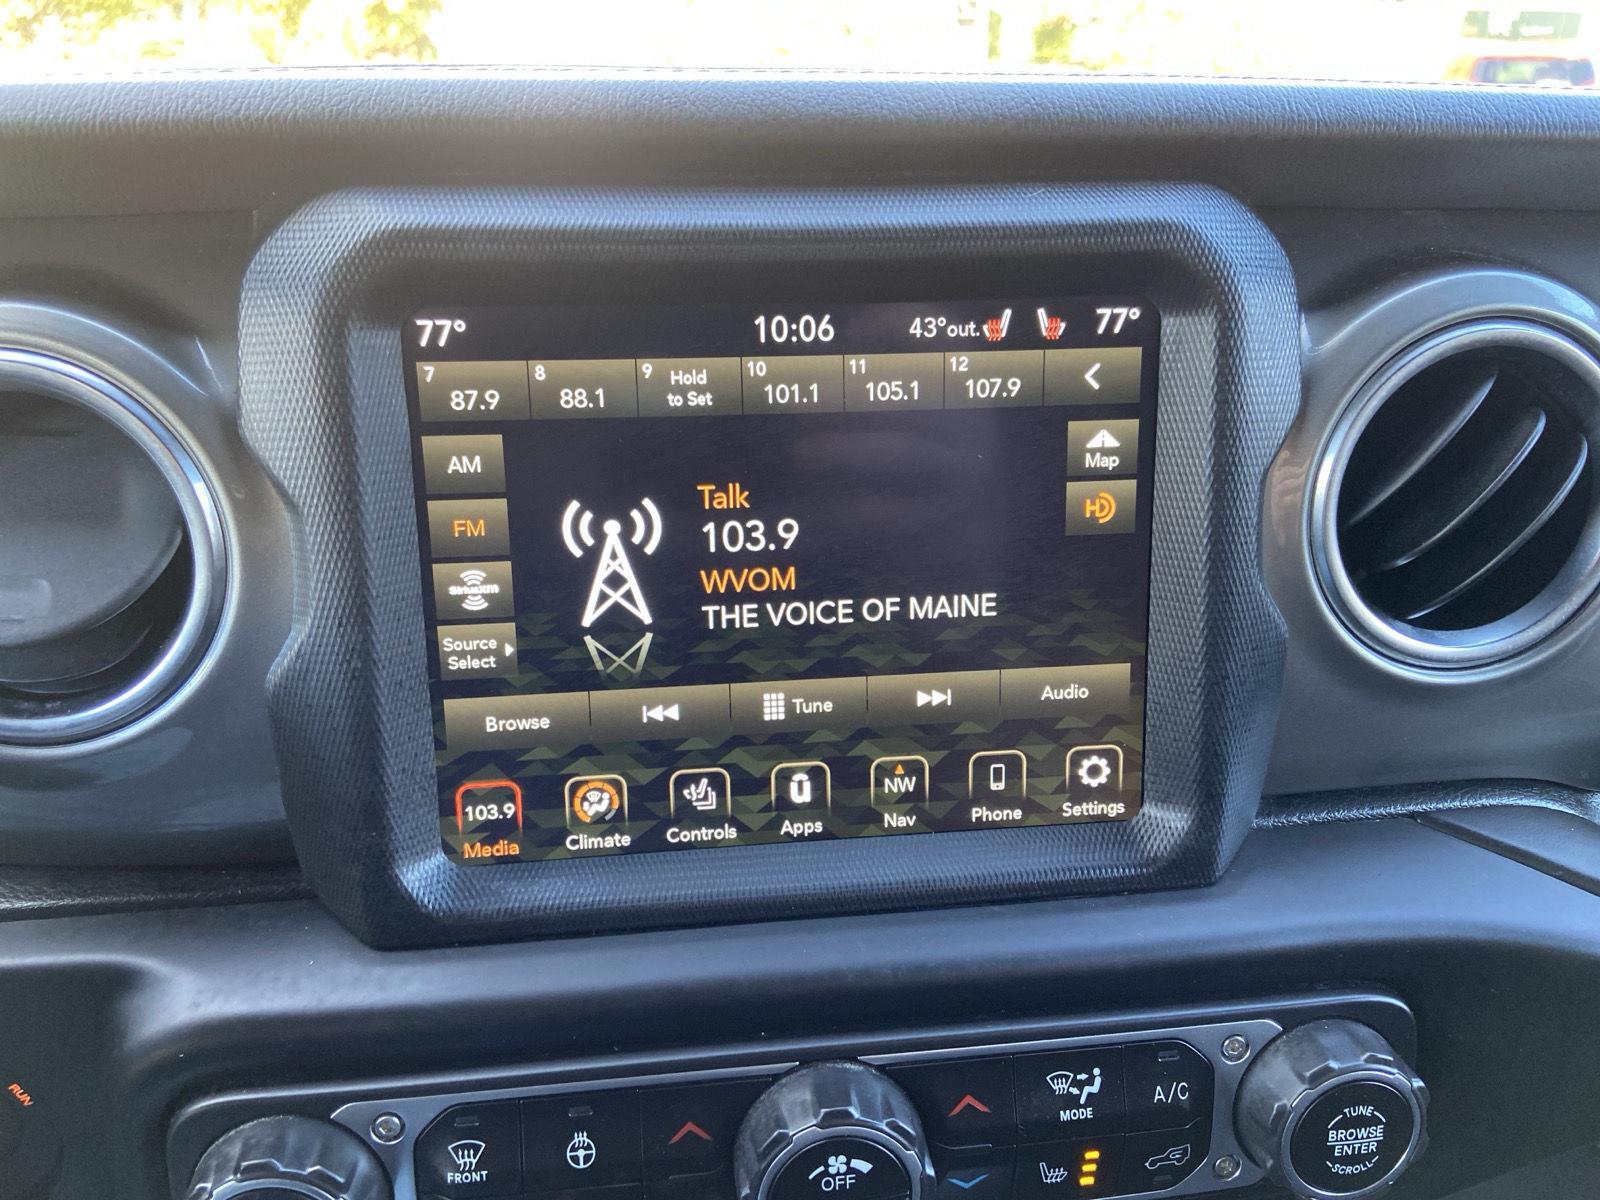 77°
10:06
43°out.
77°
7
87.9
8
88.1
9
Hold
to Set
10
101.1
11
105.1
12
107.9
AM
Map
FM
HD
SiriusXM
Source
Select
Talk
103.9
WVOM
THE VOICE OF MAINE
Browse
Tune
Audio
103.9
Media
Climate
Controls
Apps
NW
Nav
Phone
Settings
RUN
FRONT
OFF
MODE
A/C
TUNE
BROWSE
ENTER
SCROLL